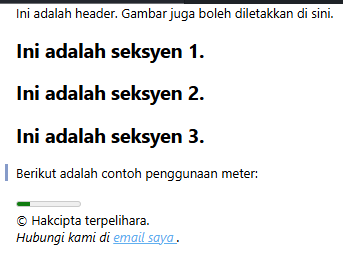 Ini adalah header. Gambar juga boleh diletakkan di sini.
Ini adalah seksyen 1.
Ini adalah seksyen 2.
Ini adalah seksyen 3.
Berikut adalah contoh penggunaan meter:
© Hakcipta terpelihara.
Hubungi kami di email saya .